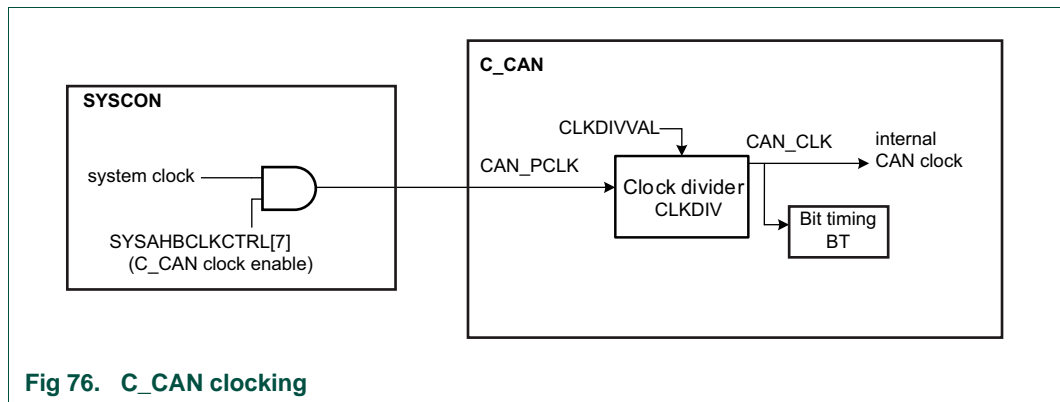 C_CAN
SYSCON
CLKDIVVAL
CAN_CLK
internal
CAN clock
CAN_PCLK
system clock
Clock divider
CLKDIV
Bit timing
BT
SYSAHBCLKCTRL[7]
(C_CAN clock enable)
Fig 76. C_CAN clocking